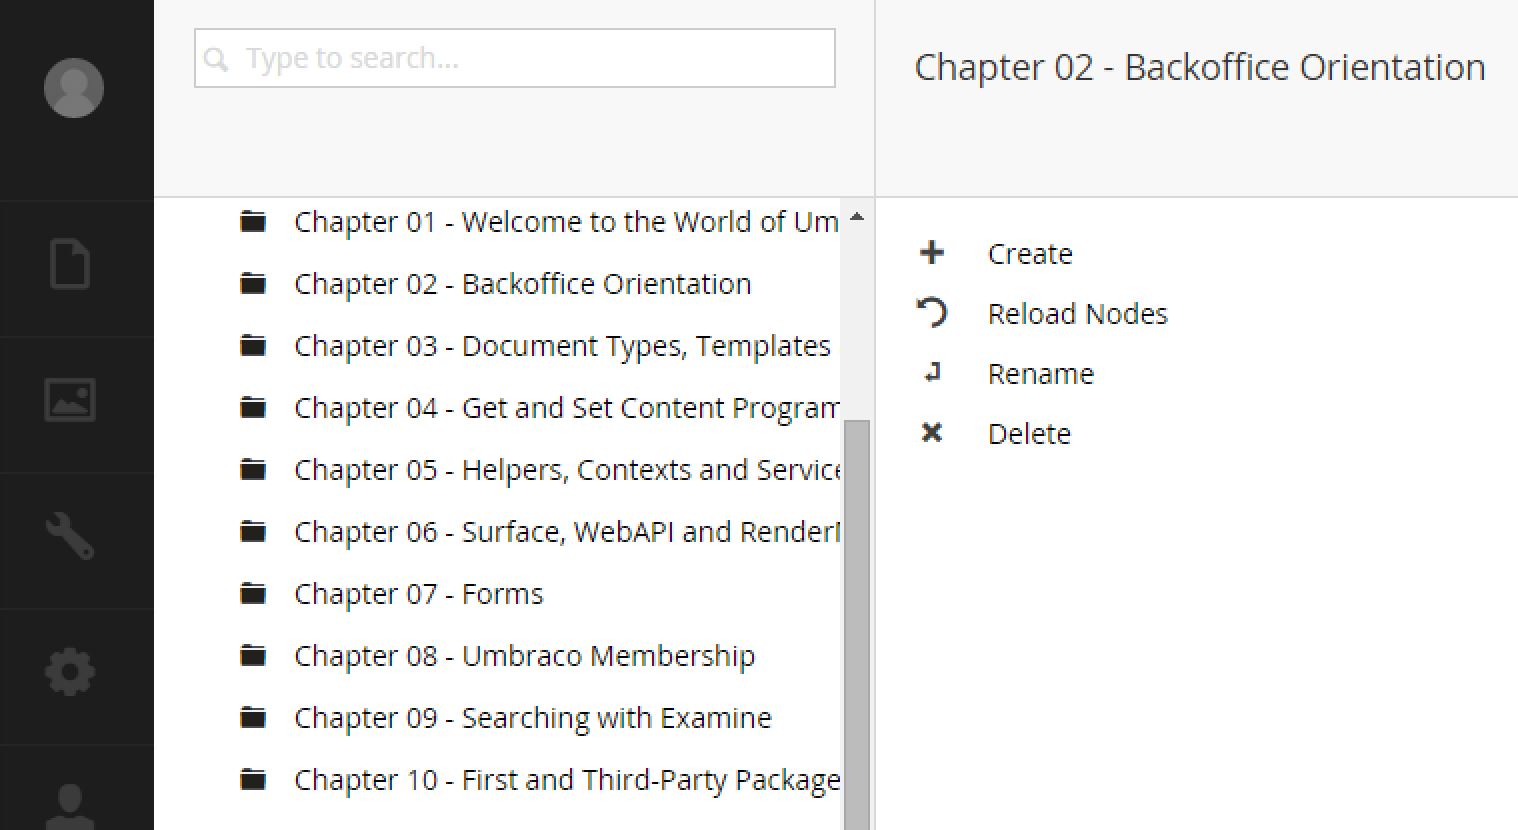 Type to search...
Chapter 01 - Welcome to the World of Um
Chapter 02 - Backoffice Orientation
Chapter 03 - Document Types, Templates
Chapter 04 - Get and Set Content Program
Chapter 05 - Helpers, Contexts and Service
Chapter 06 - Surface, WebAPI and Render
Chapter 07 - Forms
Chapter 08 - Umbraco Membership
Chapter 09 - Searching with Examine
Chapter 10 - First and Third-Party Package
Chapter 02 - Backoffice Orientation
Create
Reload Nodes
Rename
Delete